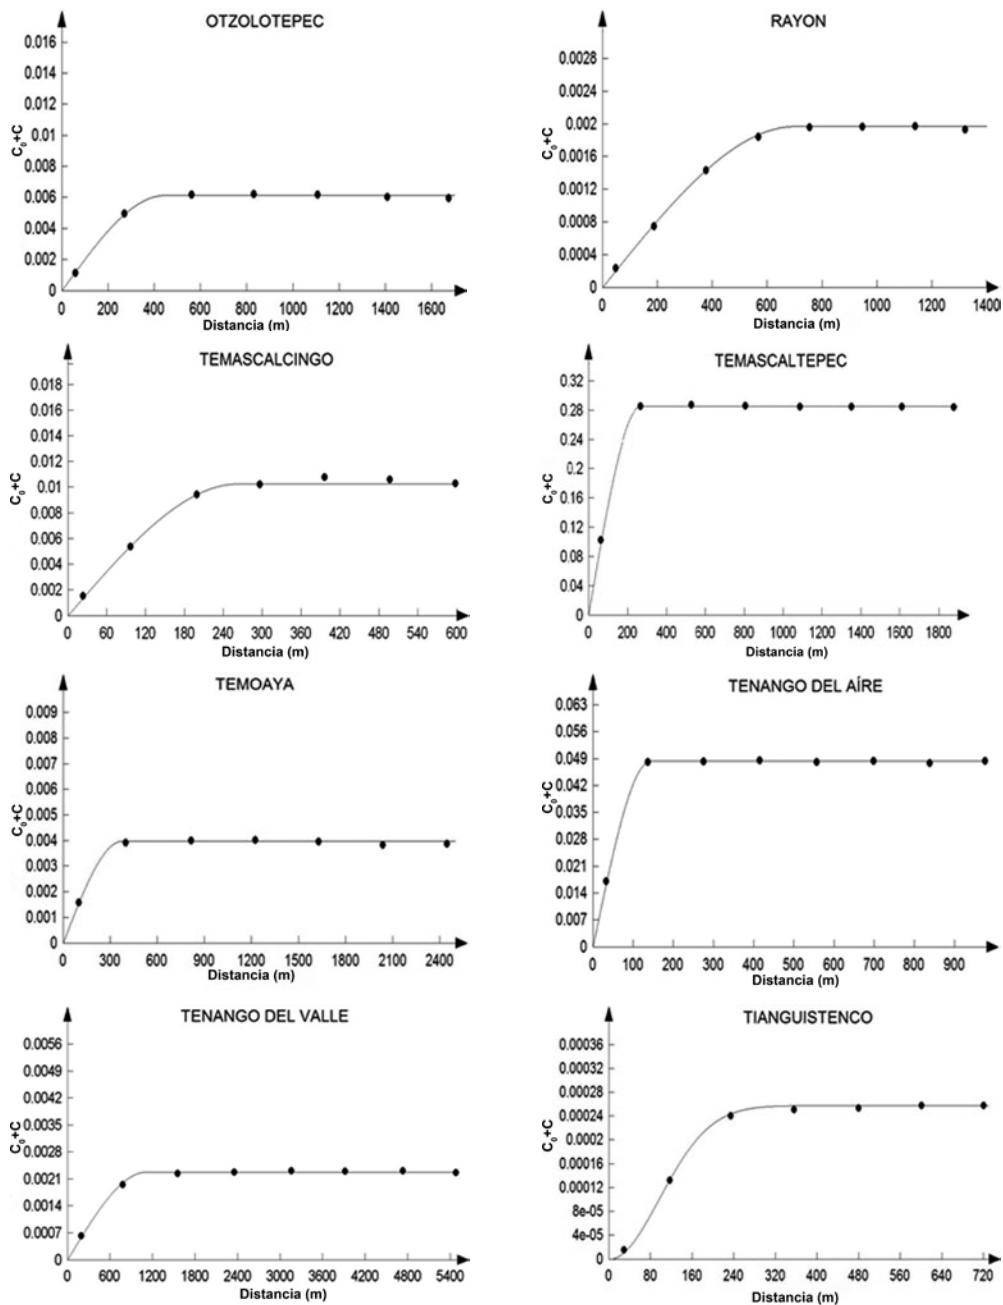 OTZOLOTEPEC
0.016
0.014
0.012
0.01
0.008
0.006
0.004
0.002
0
C₀+C
0 200 400 600 800 1000 1200 1400 1600
Distancia (m)
RAYON
0.0028
0.0024
0.002
0.0016
0.0012
0.0008
0.0004
0
C₀+C
0 200 400 600 800 1000 1200 1400
Distancia (m)
TEMASCALCINGO
0.018
0.016
0.014
0.012
0.01
0.008
0.006
0.004
0.002
0
C₀+C
0 60 120 180 240 300 360 420 480 540 600
Distancia (m)
TEMASCALTEPEC
0.32
0.28
0.24
0.2
0.16
0.12
0.08
0.04
0
C₀+C
0 200 400 600 800 1000 1200 1400 1600 1800
Distancia (m)
TEMOAYA
0.009
0.008
0.007
0.006
0.005
0.004
0.003
0.002
0.001
0
C₀+C
0 300 600 900 1200 1500 1800 2100 2400
Distancia (m)
TENANGO DEL AÍRE
0.063
0.056
0.049
0.042
0.035
0.028
0.021
0.014
0.007
0
C₀+C
0 100 200 300 400 500 600 700 800 900
Distancia (m)
TENANGO DEL VALLE
0.0056
0.0049
0.0042
0.0035
0.0028
0.0021
0.0014
0.0007
0
C₀+C
0 600 1200 1800 2400 3000 3600 4200 4800 5400
Distancia (m)
TIANGUISTENCO
0.00036
0.00032
0.00028
0.00024
0.0002
0.00016
0.00012
8e-05
4e-05
0
C₀+C
0 80 160 240 320 400 480 560 640 720
Distancia (m)